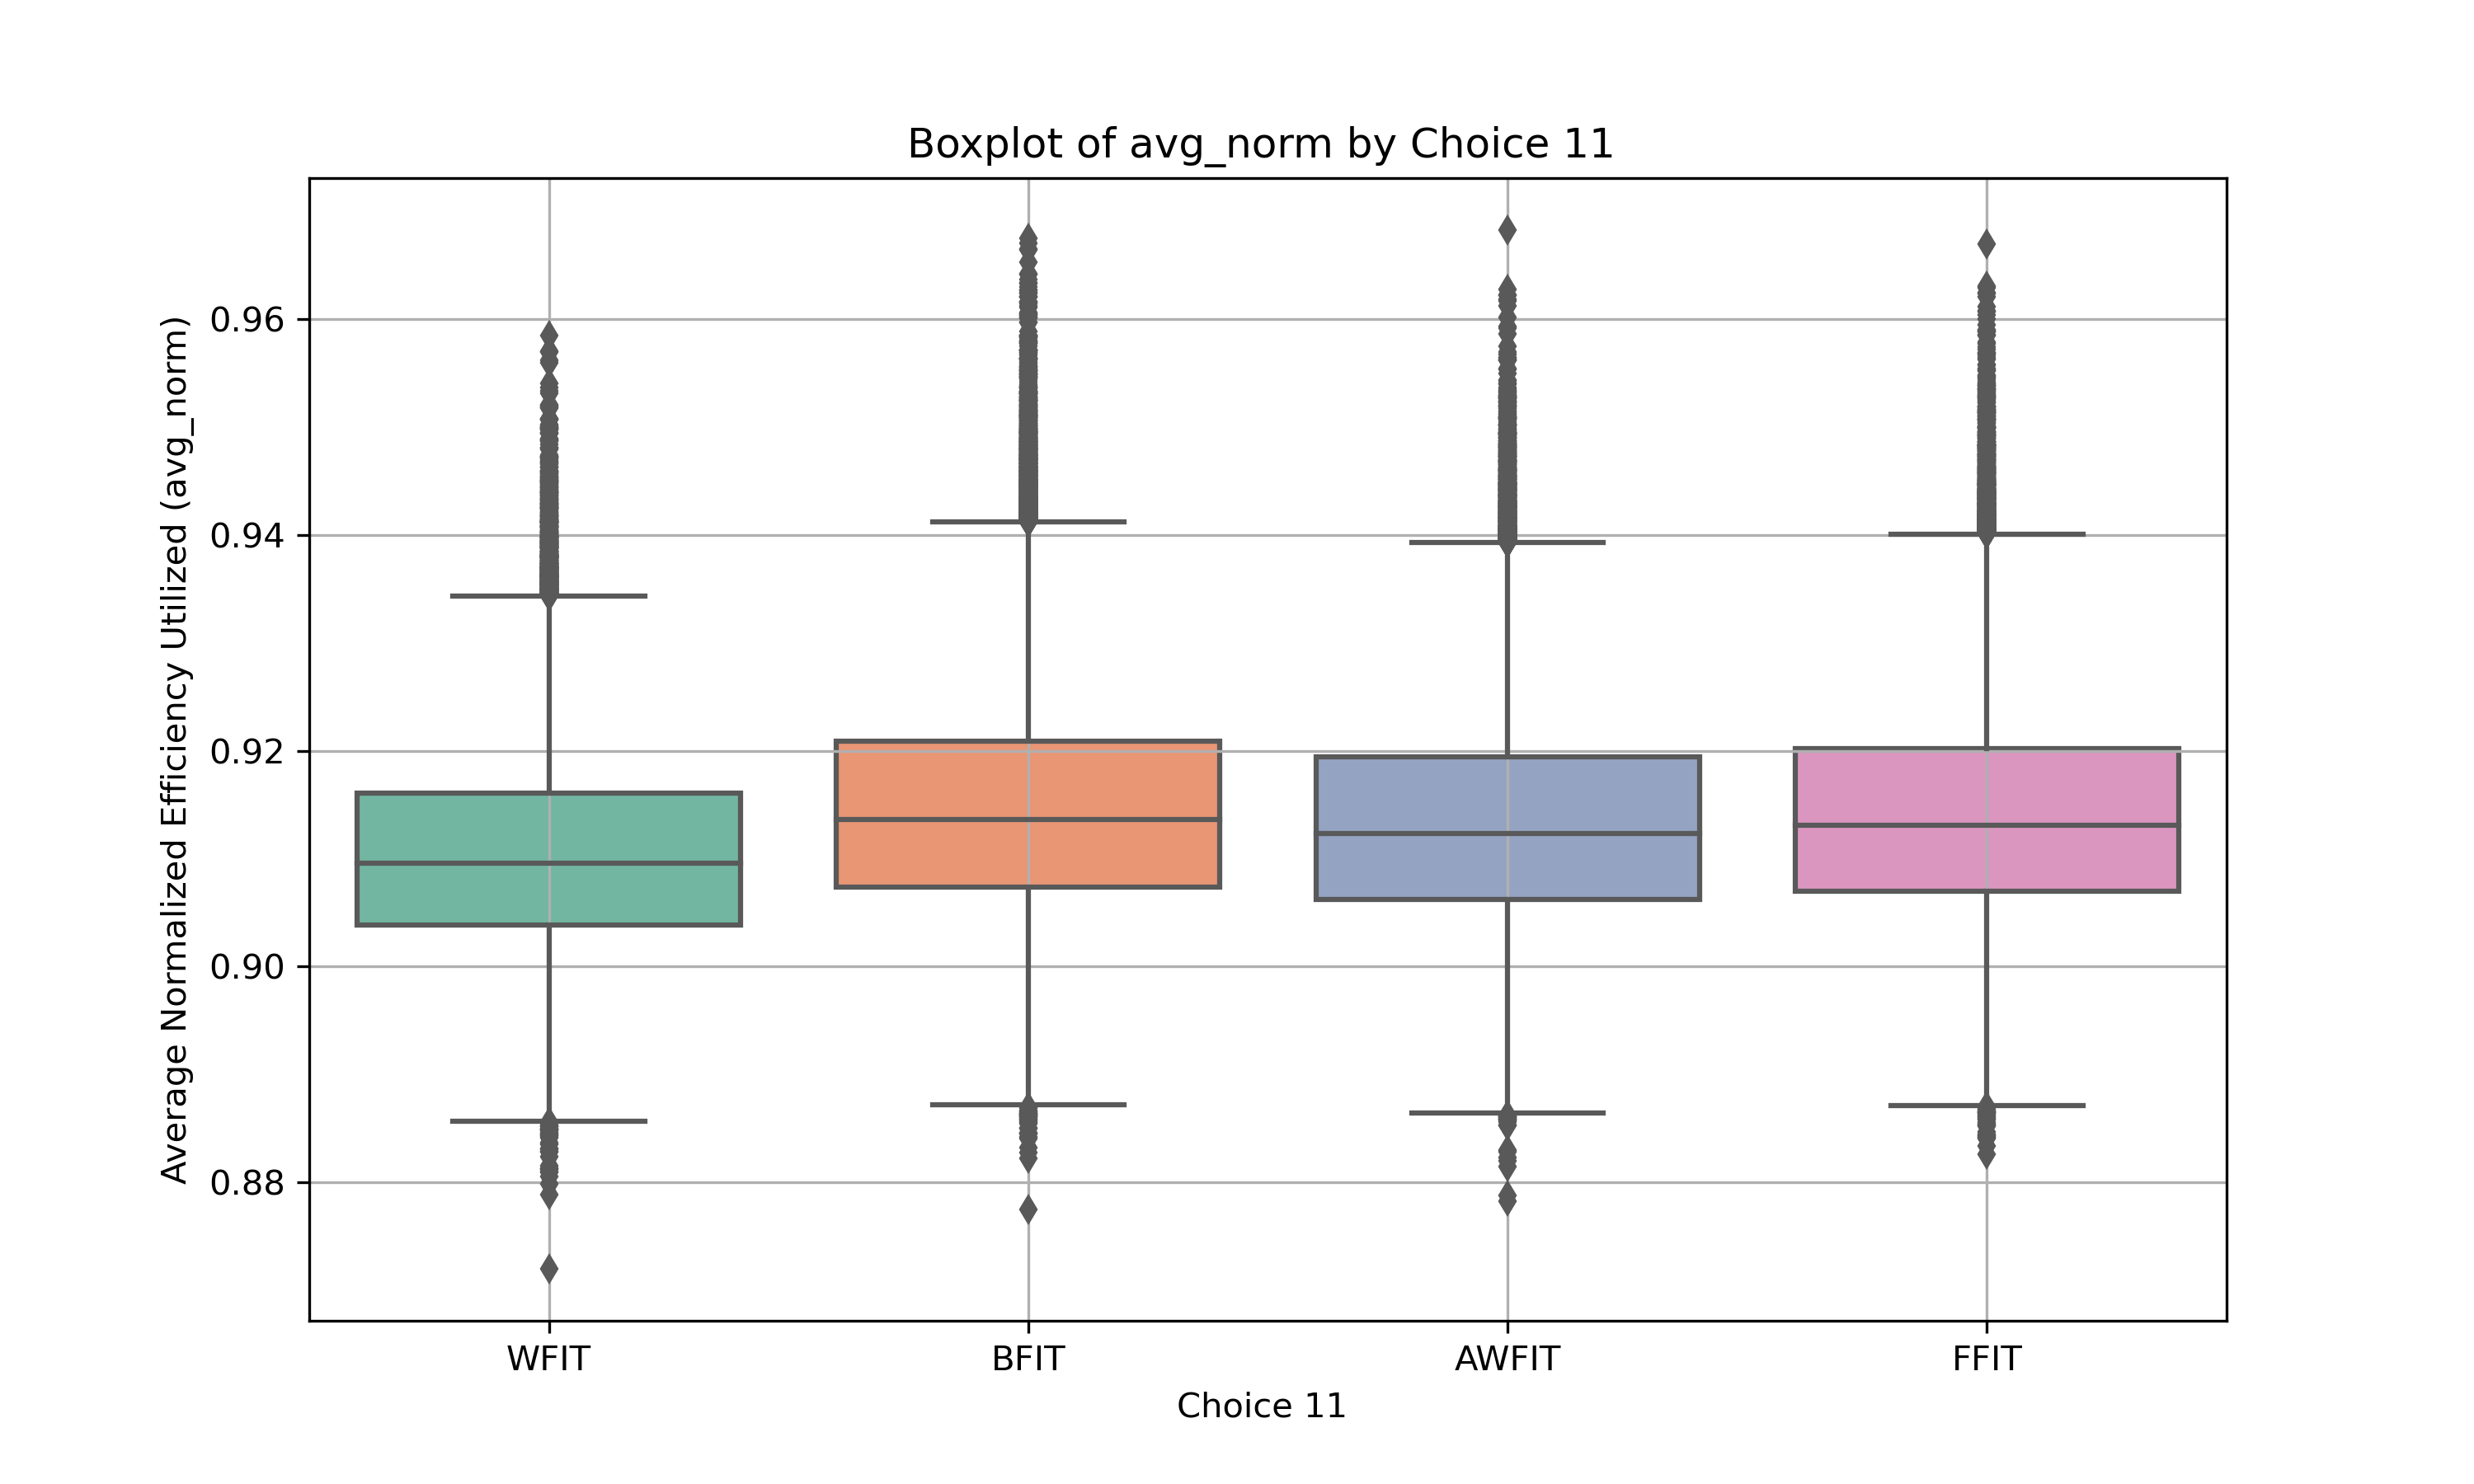 Boxplot of avg_norm by Choice 11
Average Normalized Efficiency Utilized (avg_norm)
0.96
0.94
0.92
0.90
0.88
WFIT
BFIT
AWFIT
FFIT
Choice 11